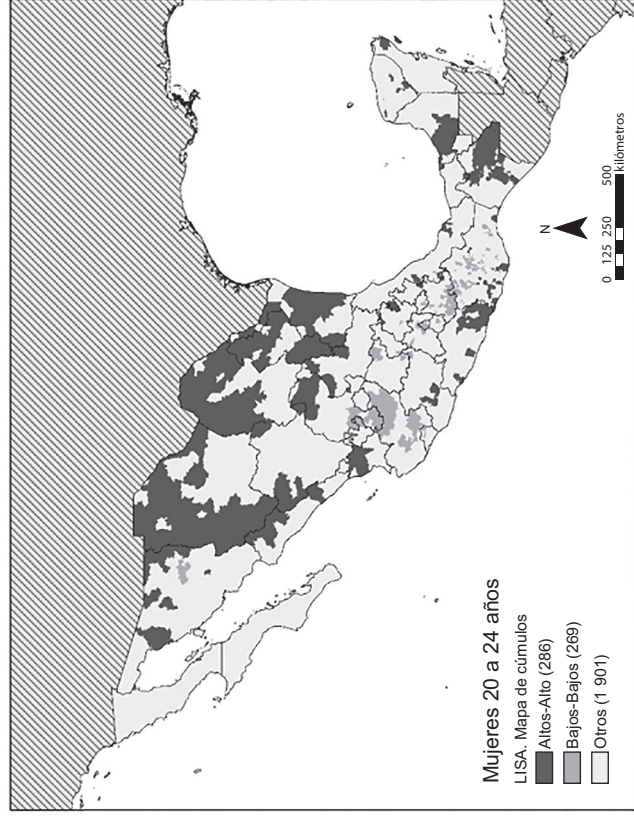 Mujeres 20 a 24 años
LISA. Mapa de cúmulos
Altos-Alto (286)
Bajos-Bajos (269)
Otros (1 901)
N
0 125 250 500
kilómetros